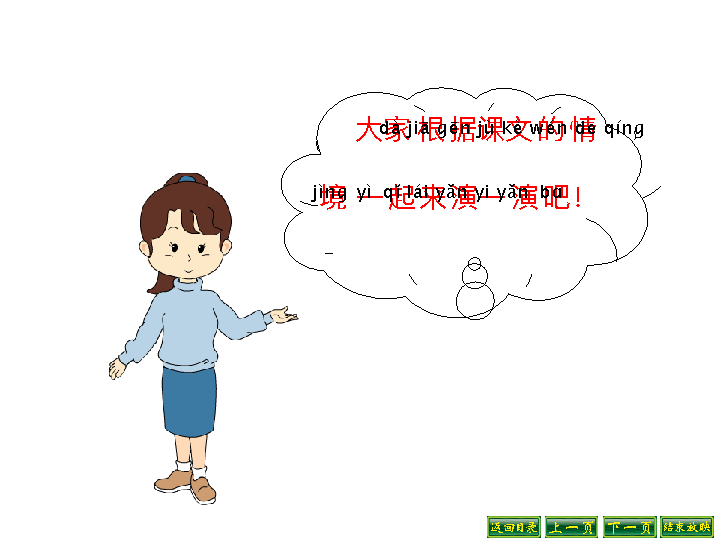 dà jiā gēn jù kè wén de qíng
大家根据课文的情
jìng yì qǐ lái yǎn yi yǎn bā
境一起来演一演吧！
返回目录 上一页 下一页 结束放映